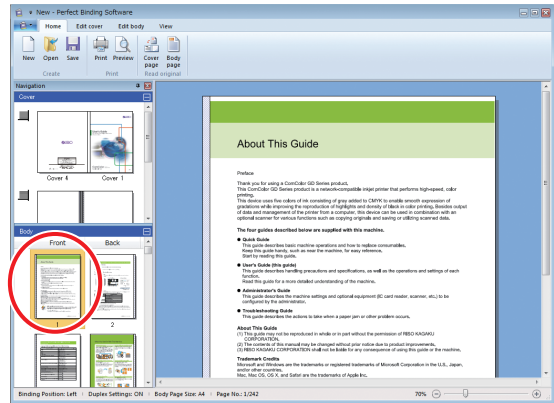 New - Perfect Binding Software
Home Edit cover Edit body View
New Open Save Print Preview Cover page Body page
Create Print Read original
Navigation
Cover
Cover 4 Cover 1
Body
Front Back
1 2
About This Guide
Preface
Thank you for using a ComColor GD Series product,
This ComColor GD Series product is a network-compatible inkjet printer that performs high-speed, color
printing.
This device uses five colors of ink consisting of gray added to CMYK to enable smooth expression of
gradations while improving the reproduction of highlights and density of black in color printing, Besides output
of data and management of the printer from a computer, this device can be used in combination with an
optional scanner for various functions such as copying originals and saving or utilizing scanned data.
The four guides described below are supplied with this machine.
● Quick Guide
This guide describes basic machine operations and how to replace consumables.
Keep this guide handy, such as near the machine, for easy reference,
Start by reading this guide.
● User's Guide (this guide)
This guide describes handling precautions and specifications, as well as the operations and settings of each
function.
Read this guide for a more detailed understanding of the machine.
● Administrator's Guide
This guide describes the machine settings and optional equipment (IC card reader, scanner, etc.) to be
configured by the administrator,
● Troubleshooting Guide
This guide describes the actions to take when a paper jam or other problem occurs.
About This Guide
(1) This guide may not be reproduced in whole or in part without the permission of RISO KAGAKU
CORPORATION,
(2) The contents of this manual may be changed without prior notice due to product improvements,
(3) RISO KAGAKU CORPORATION shall not be liable for any consequence of using this guide or the machine,
Trademark Credits
Microsoft and Windows are the trademarks or registered trademarks of Microsoft Corporation in the U.S., Japan,
and/or other countries,
Mac, Mac OS, OS X, and Safari are the trademarks of Apple Inc,
Binding Position: Left Duplex Settings: ON Body Page Size: A4 Page No.: 1/242 70%